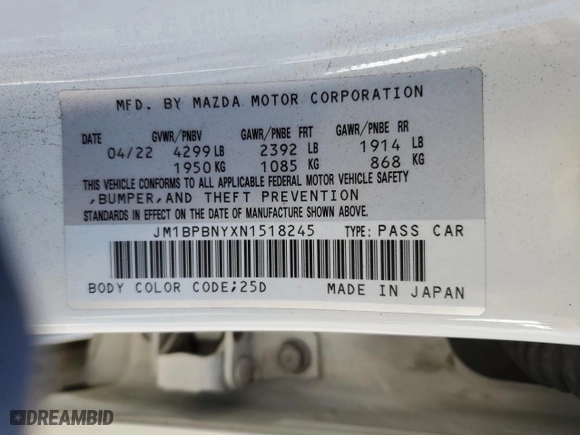 MFD. BY MAZDA MOTOR CORPORATION
DATE GVWR/PNBV GAWR/PNBE FRT GAWR/PNBE RR
04/22 4299 LB 2392 LB 1914 LB
1950 KG 1085 KG 868 KG
THIS VEHICLE CONFORMS TO ALL APPLICABLE FEDERAL MOTOR VEHICLE SAFETY
,BUMPER,AND THEFT PREVENTION
STANDARDS IN EFFECT ON THE DATE OF MANUFACTURE SHOWN ABOVE.
JM1BPBNYXN1518245 TYPE: PASS CAR
BODY COLOR CODE;25D MADE IN JAPAN
DREAMBID